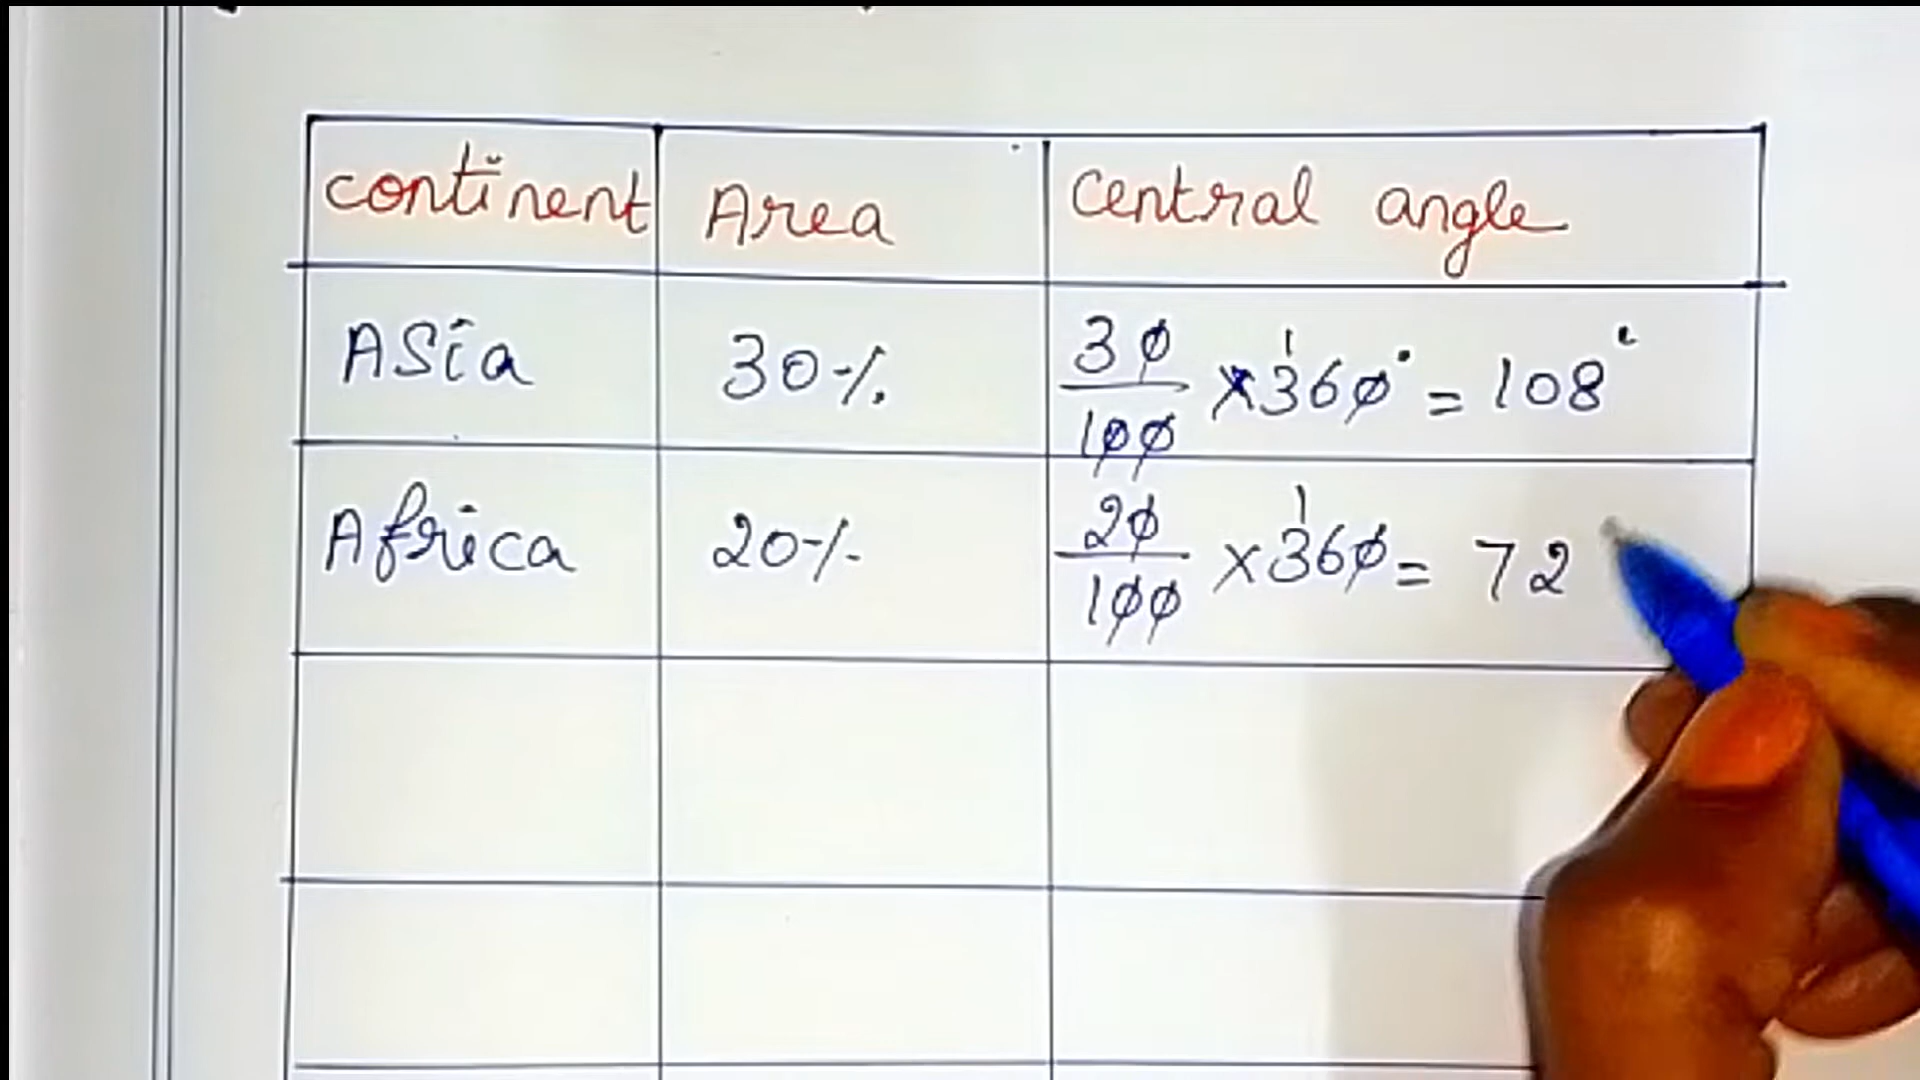 continent Area Central angle
Asia 30% 30/100 × 360° = 108°
Africa 20% 20/100 × 360 = 72